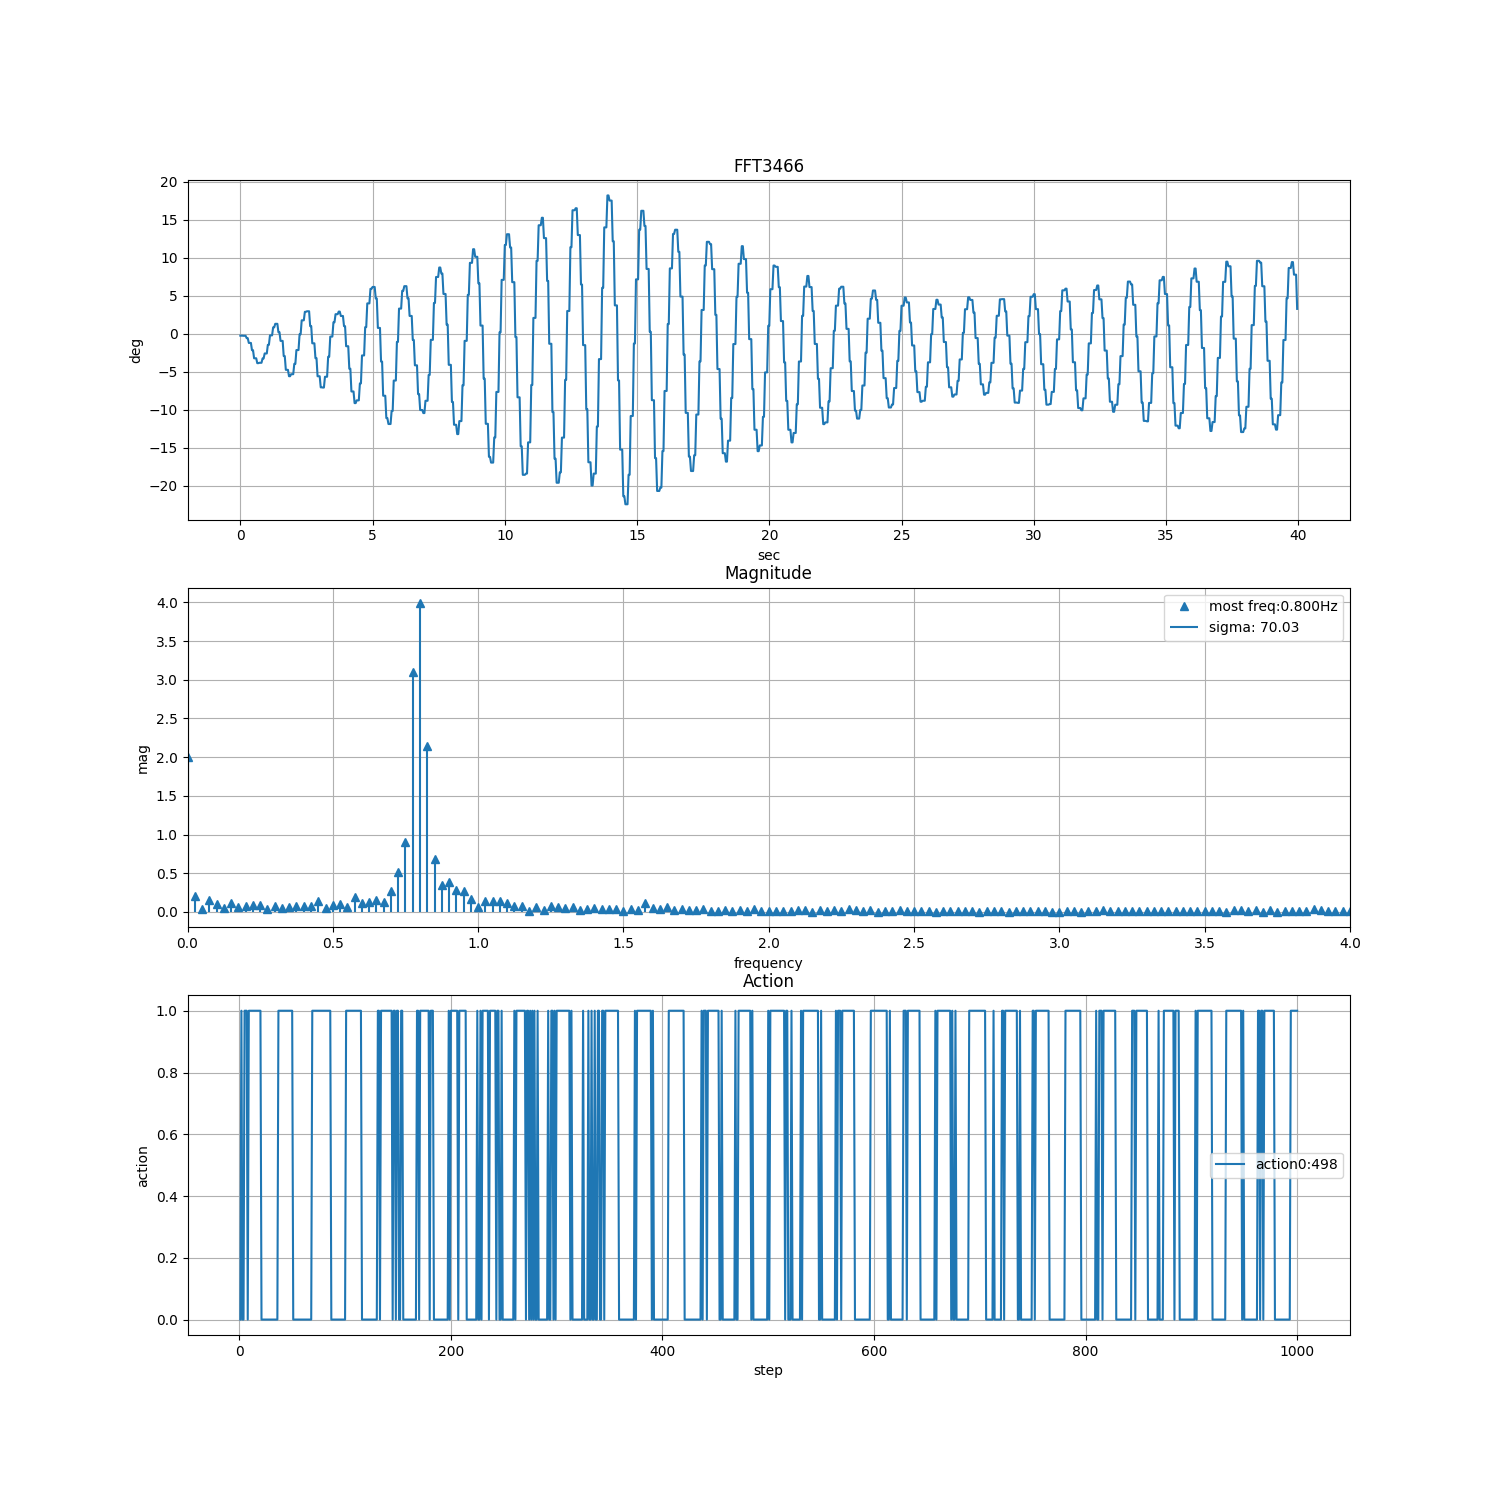 FFT3466
20
15
10
5
0
−5
−10
−15
−20
deg
0 5 10 15 20 25 30 35 40
sec
Magnitude
4.0
3.5
3.0
2.5
2.0
1.5
1.0
0.5
0.0
mag
most freq:0.800Hz
sigma: 70.03
0.0 0.5 1.0 1.5 2.0 2.5 3.0 3.5 4.0
frequency
Action
1.0
0.8
0.6
0.4
0.2
0.0
action
action0:498
0 200 400 600 800 1000
step